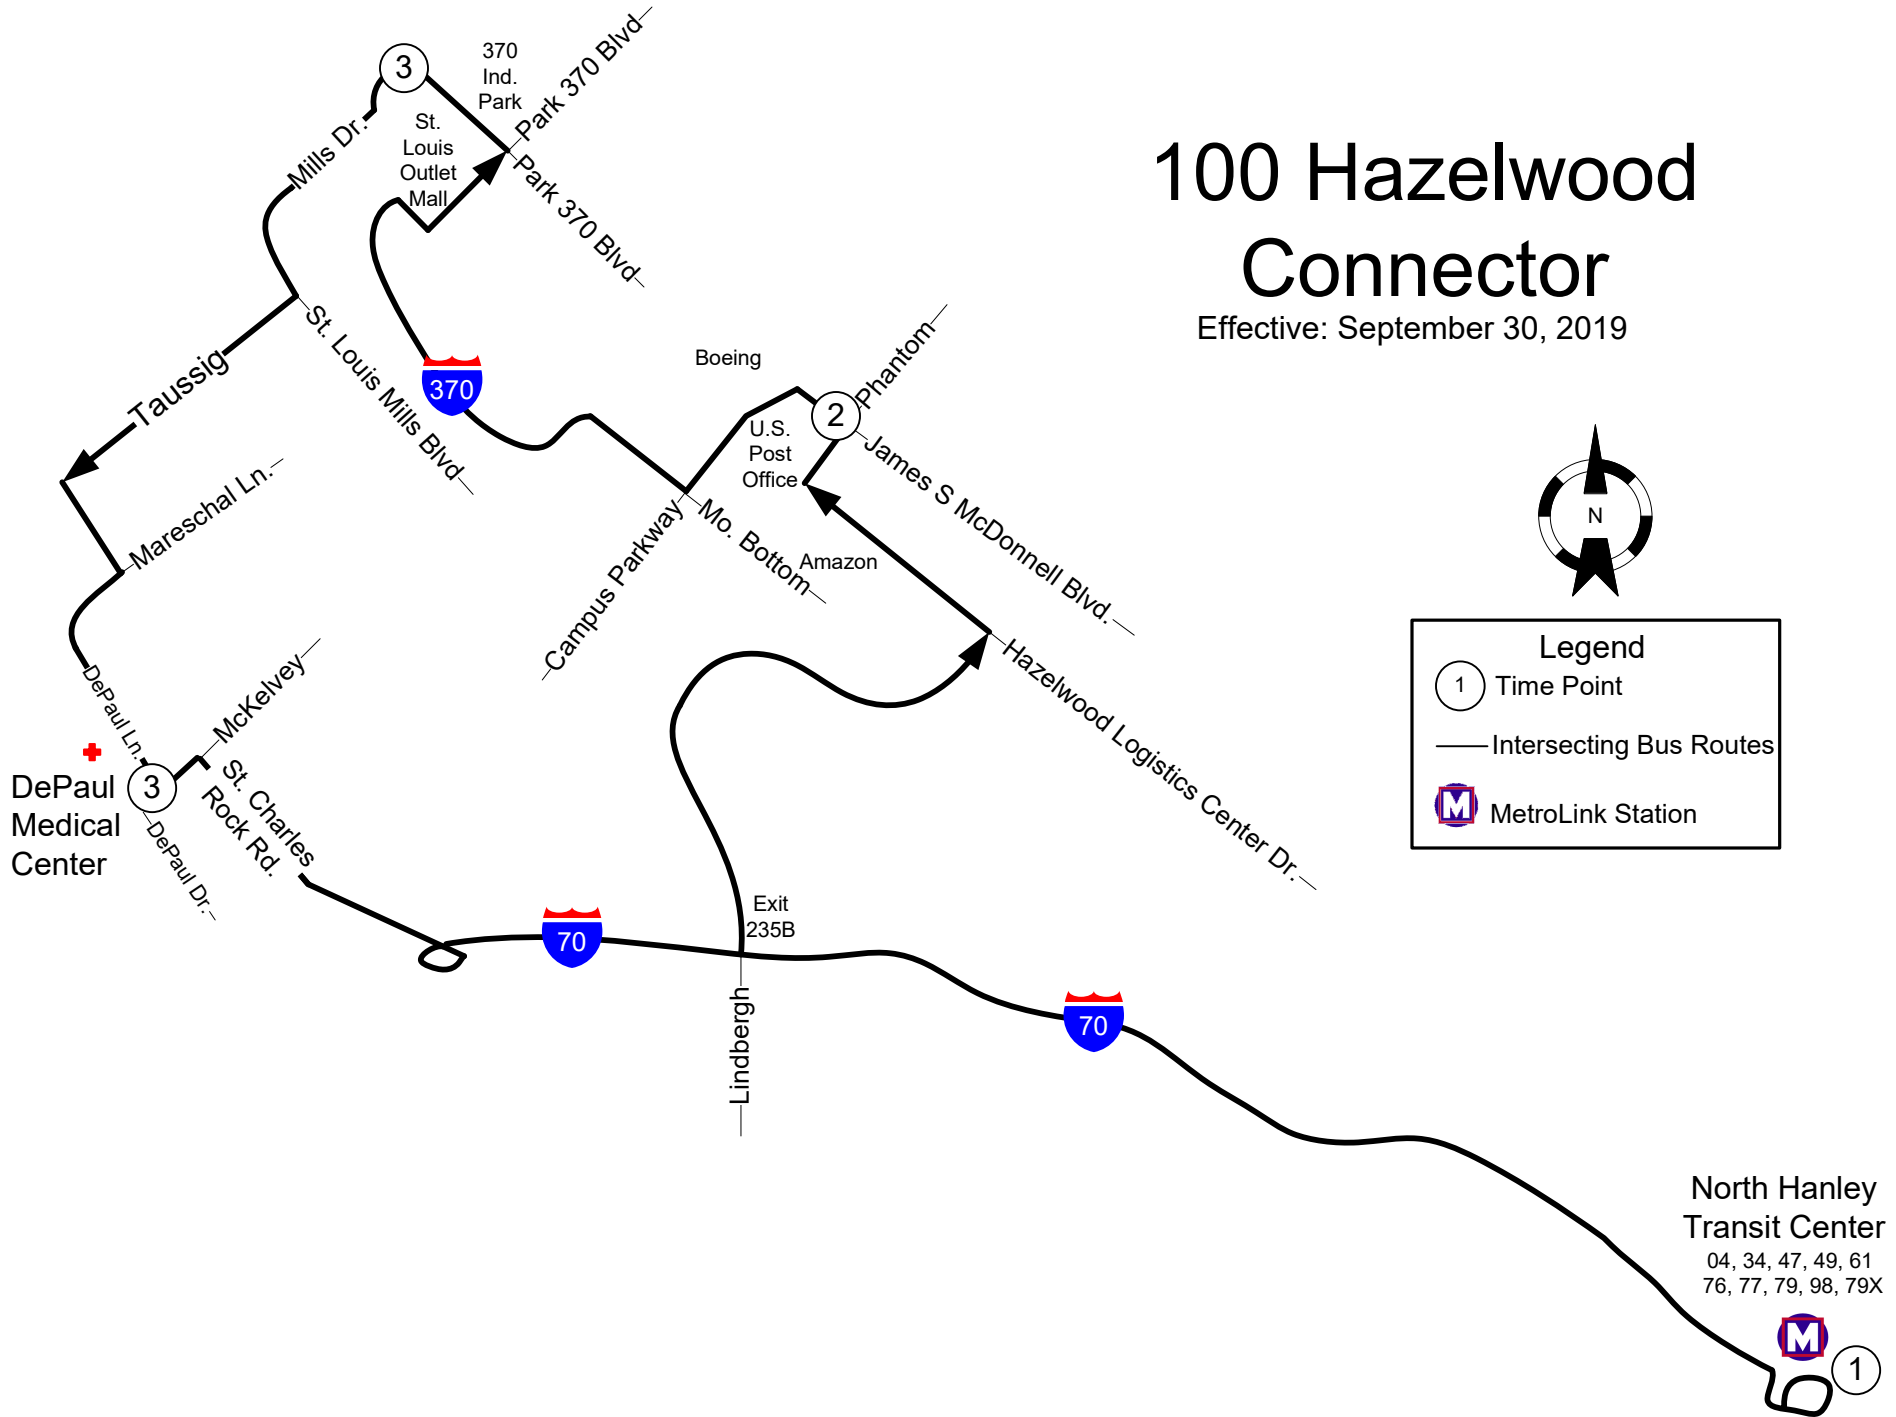 100 Hazelwood
Connector
Effective: September 30, 2019
3
370
Ind.
Park
Park 370 Blvd
Mills Dr.
St.
Louis
Outlet
Mall
Park 370 Blvd
St. Louis Mills Blvd
Taussig
370
Boeing
Phantom
2
U.S.
Post
Office
James S McDonnell Blvd.
Mareschal Ln.
Campus Parkway
Mo. Bottom
Amazon
N
Hazelwood Logistics Center Dr.
Legend
1 Time Point
Intersecting Bus Routes
M MetroLink Station
DePaul Ln.
McKelvey
3
DePaul
Medical
Center
DePaul Dr.
St. Charles
Rock Rd.
70
Exit
235B
Lindbergh
70
North Hanley
Transit Center
04, 34, 47, 49, 61
76, 77, 79, 98, 79X
M
1